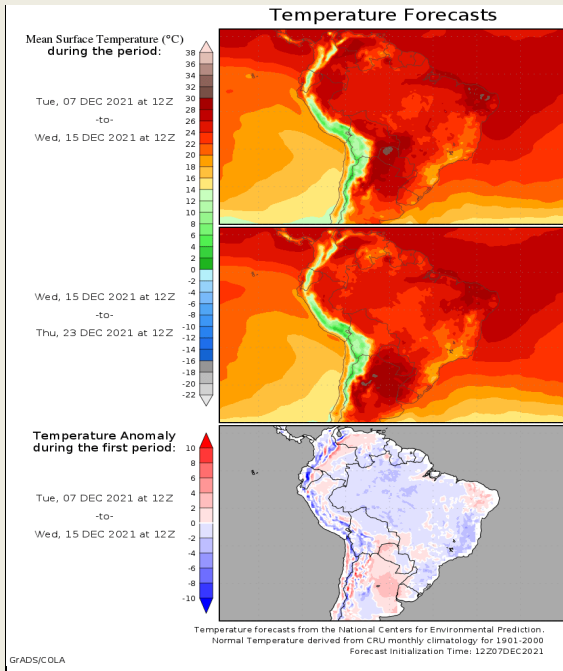 Temperature Forecasts
Mean Surface Temperature (°C)
during the period:
38
36
34
32
30
28
26
24
22
20
18
16
14
12
10
8
6
4
2
0
-2
-4
-6
-8
-10
-12
-14
-16
-18
-20
-22
Tue, 07 DEC 2021 at 12Z
-to-
Wed, 15 DEC 2021 at 12Z
Wed, 15 DEC 2021 at 12Z
-to-
Thu, 23 DEC 2021 at 12Z
Temperature Anomaly
during the first period:
10
8
6
4
2
0
-2
-4
-6
-8
-10
Tue, 07 DEC 2021 at 12Z
-to-
Wed, 15 DEC 2021 at 12Z
Temperature forecasts from the National Centers for Environmental Prediction.
Normal Temperature derived from CRU monthly climatology for 1901-2000
Forecast Initialization Time: 12Z07DEC2021
GrADS/COLA